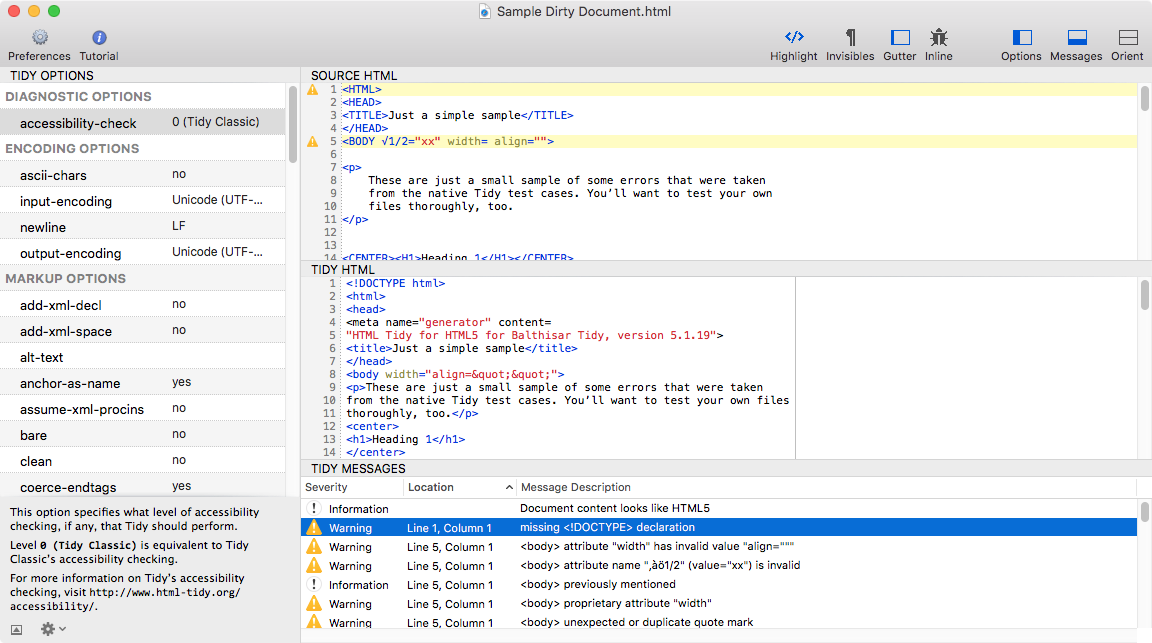 Sample Dirty Document.html
Preferences Tutorial Highlight Invisibles Gutter Inline Options Messages Orient
TIDY OPTIONS
DIAGNOSTIC OPTIONS
accessibility-check 0 (Tidy Classic)
ENCODING OPTIONS
ascii-chars no
input-encoding Unicode (UTF-...
newline LF
output-encoding Unicode (UTF-...
MARKUP OPTIONS
add-xml-decl no
add-xml-space no
alt-text
anchor-as-name yes
assume-xml-procins no
bare no
clean no
coerce-endtags yes
This option specifies what level of accessibility
checking, if any, that Tidy should perform.
Level 0 (Tidy Classic) is equivalent to Tidy
Classic's accessibility checking.
For more information on Tidy's accessibility
checking, visit http://www.html-tidy.org/
accessibility/.
SOURCE HTML
1 <HTML>
2 <HEAD>
3 <TITLE>Just a simple sample</TITLE>
4 </HEAD>
5 <BODY √1/2="xx" width= align="">
6
7 <p>
8 These are just a small sample of some errors that were taken
9 from the native Tidy test cases. You’ll want to test your own
10 files thoroughly, too.
11 </p>
12
13
14 <CENTER><H1>Heading 1</H1></CENTER>
TIDY HTML
1 <!DOCTYPE html>
2 <html>
3 <head>
4 <meta name="generator" content=
5 "HTML Tidy for HTML5 for Balthisar Tidy, version 5.1.19">
6 <title>Just a simple sample</title>
7 </head>
8 <body width="align=&quot;&quot;">
9 <p>These are just a small sample of some errors that were taken
10 from the native Tidy test cases. You’ll want to test your own files
11 thoroughly, too.</p>
12 <center>
13 <h1>Heading 1</h1>
14 </center>
TIDY MESSAGES
Severity Location Message Description
Information Document content looks like HTML5
Warning Line 1, Column 1 missing <!DOCTYPE> declaration
Warning Line 5, Column 1 <body> attribute "width" has invalid value "align="""
Warning Line 5, Column 1 <body> attribute name "‚àö1/2" (value="xx") is invalid
Information Line 5, Column 1 <body> previously mentioned
Warning Line 5, Column 1 <body> proprietary attribute "width"
Warning Line 5, Column 1 <body> unexpected or duplicate quote mark